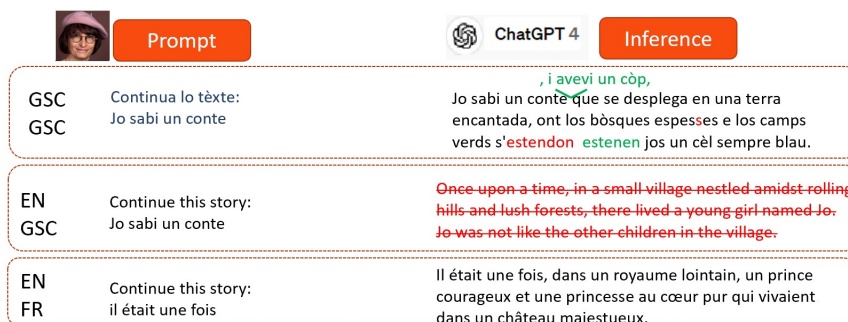 Prompt
ChatGPT 4
Inference
GSC
GSC
Continua lo tèxte:
Jo sabi un conte
, i avevi un còp,
Jo sabi un conte que se desplega en una terra
encantada, ont los bòsques espesses e los camps
verds s'estendon estenen jos un cèl sempre blau.
EN
GSC
Continue this story:
Jo sabi un conte
Once upon a time, in a small village nestled amidst rolling
hills and lush forests, there lived a young girl named Jo.
Jo was not like the other children in the village.
EN
FR
Continue this story:
il était une fois
Il était une fois, dans un royaume lointain, un prince
courageux et une princesse au cœur pur qui vivaient
dans un château majestueux.